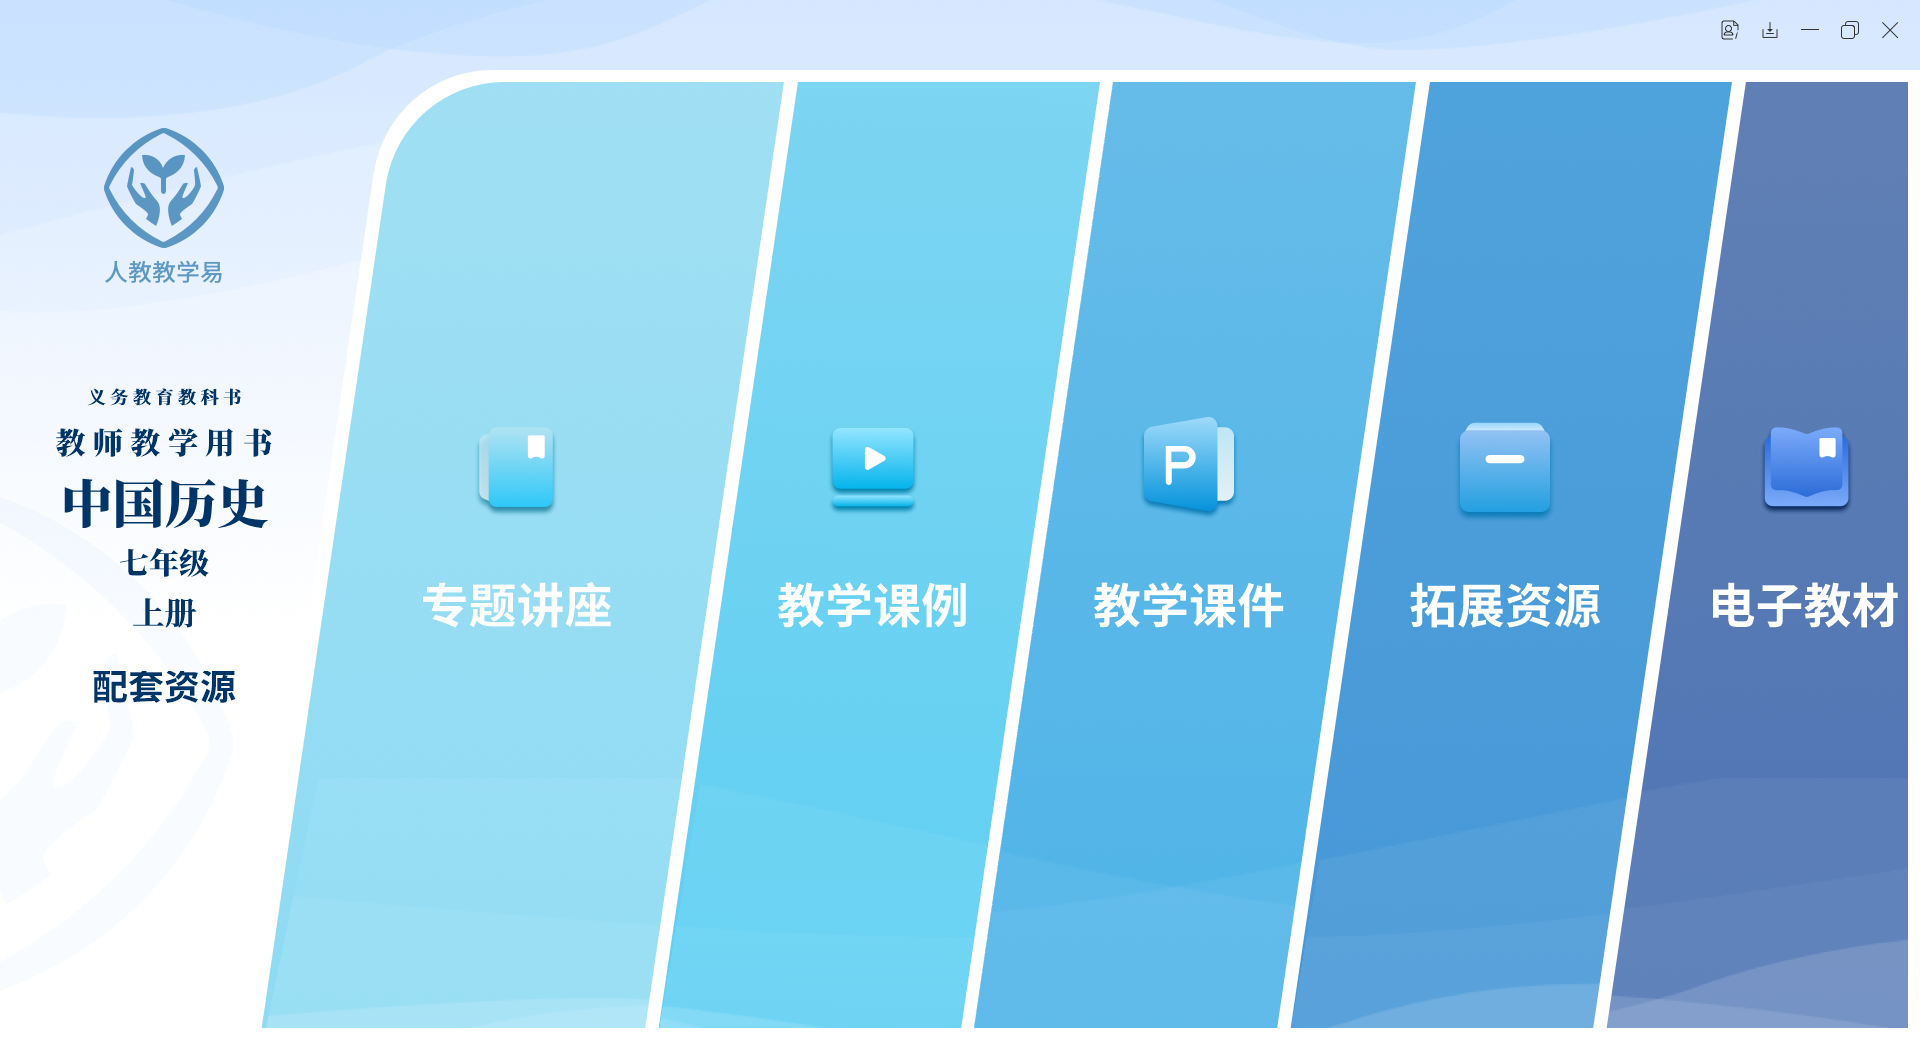 人教教学易
义务教育教科书
教师教学用书
中国历史
七年级
上册
配套资源
专题讲座
教学课例
P
教学课件
拓展资源
电子教材